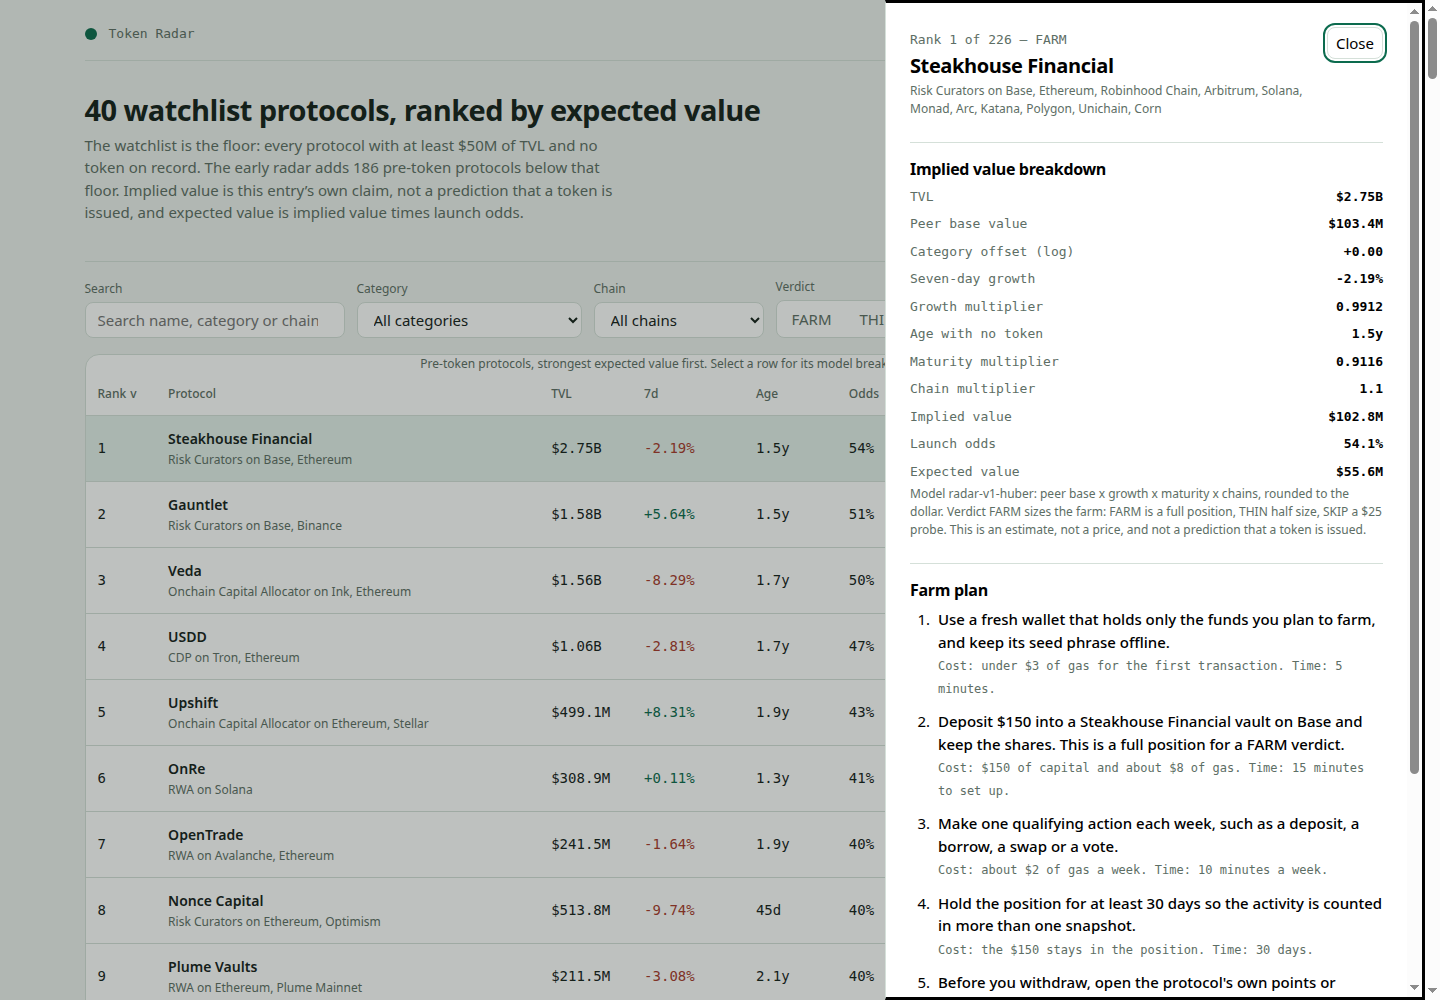 Token Radar
40 watchlist protocols, ranked by expected value
The watchlist is the floor: every protocol with at least $50M of TVL and no
token on record. The early radar adds 186 pre-token protocols below that
floor. Implied value is this entry's own claim, not a prediction that a token is
issued, and expected value is implied value times launch odds.
Search
Category
Chain
Verdict
Search name, category or chain
All categories
All chains
FARM
THI
Pre-token protocols, strongest expected value first. Select a row for its model break
Rank v
Protocol
TVL
7d
Age
Odds
1
Steakhouse Financial
Risk Curators on Base, Ethereum
$2.75B
-2.19%
1.5y
54%
2
Gauntlet
Risk Curators on Base, Binance
$1.58B
+5.64%
1.5y
51%
3
Veda
Onchain Capital Allocator on Ink, Ethereum
$1.56B
-8.29%
1.7y
50%
4
USDD
CDP on Tron, Ethereum
$1.06B
-2.81%
1.7y
47%
5
Upshift
Onchain Capital Allocator on Ethereum, Stellar
$499.1M
+8.31%
1.9y
43%
6
OnRe
RWA on Solana
$308.9M
+0.11%
1.3y
41%
7
OpenTrade
RWA on Avalanche, Ethereum
$241.5M
-1.64%
1.9y
40%
8
Nonce Capital
Risk Curators on Ethereum, Optimism
$513.8M
-9.74%
45d
40%
9
Plume Vaults
RWA on Ethereum, Plume Mainnet
$211.5M
-3.08%
2.1y
40%
Rank 1 of 226 — FARM
Close
Steakhouse Financial
Risk Curators on Base, Ethereum, Robinhood Chain, Arbitrum, Solana,
Monad, Arc, Katana, Polygon, Unichain, Corn
Implied value breakdown
TVL $2.75B
Peer base value $103.4M
Category offset (log) +0.00
Seven-day growth -2.19%
Growth multiplier 0.9912
Age with no token 1.5y
Maturity multiplier 0.9116
Chain multiplier 1.1
Implied value $102.8M
Launch odds 54.1%
Expected value $55.6M
Model radar-v1-huber: peer base x growth x maturity x chains, rounded to the
dollar. Verdict FARM sizes the farm: FARM is a full position, THIN half size, SKIP a $25
probe. This is an estimate, not a price, and not a prediction that a token is issued.
Farm plan
1. Use a fresh wallet that holds only the funds you plan to farm,
and keep its seed phrase offline.
Cost: under $3 of gas for the first transaction. Time: 5
minutes.
2. Deposit $150 into a Steakhouse Financial vault on Base and
keep the shares. This is a full position for a FARM verdict.
Cost: $150 of capital and about $8 of gas. Time: 15 minutes
to set up.
3. Make one qualifying action each week, such as a deposit, a
borrow, a swap or a vote.
Cost: about $2 of gas a week. Time: 10 minutes a week.
4. Hold the position for at least 30 days so the activity is counted
in more than one snapshot.
Cost: the $150 stays in the position. Time: 30 days.
5. Before you withdraw, open the protocol's own points or